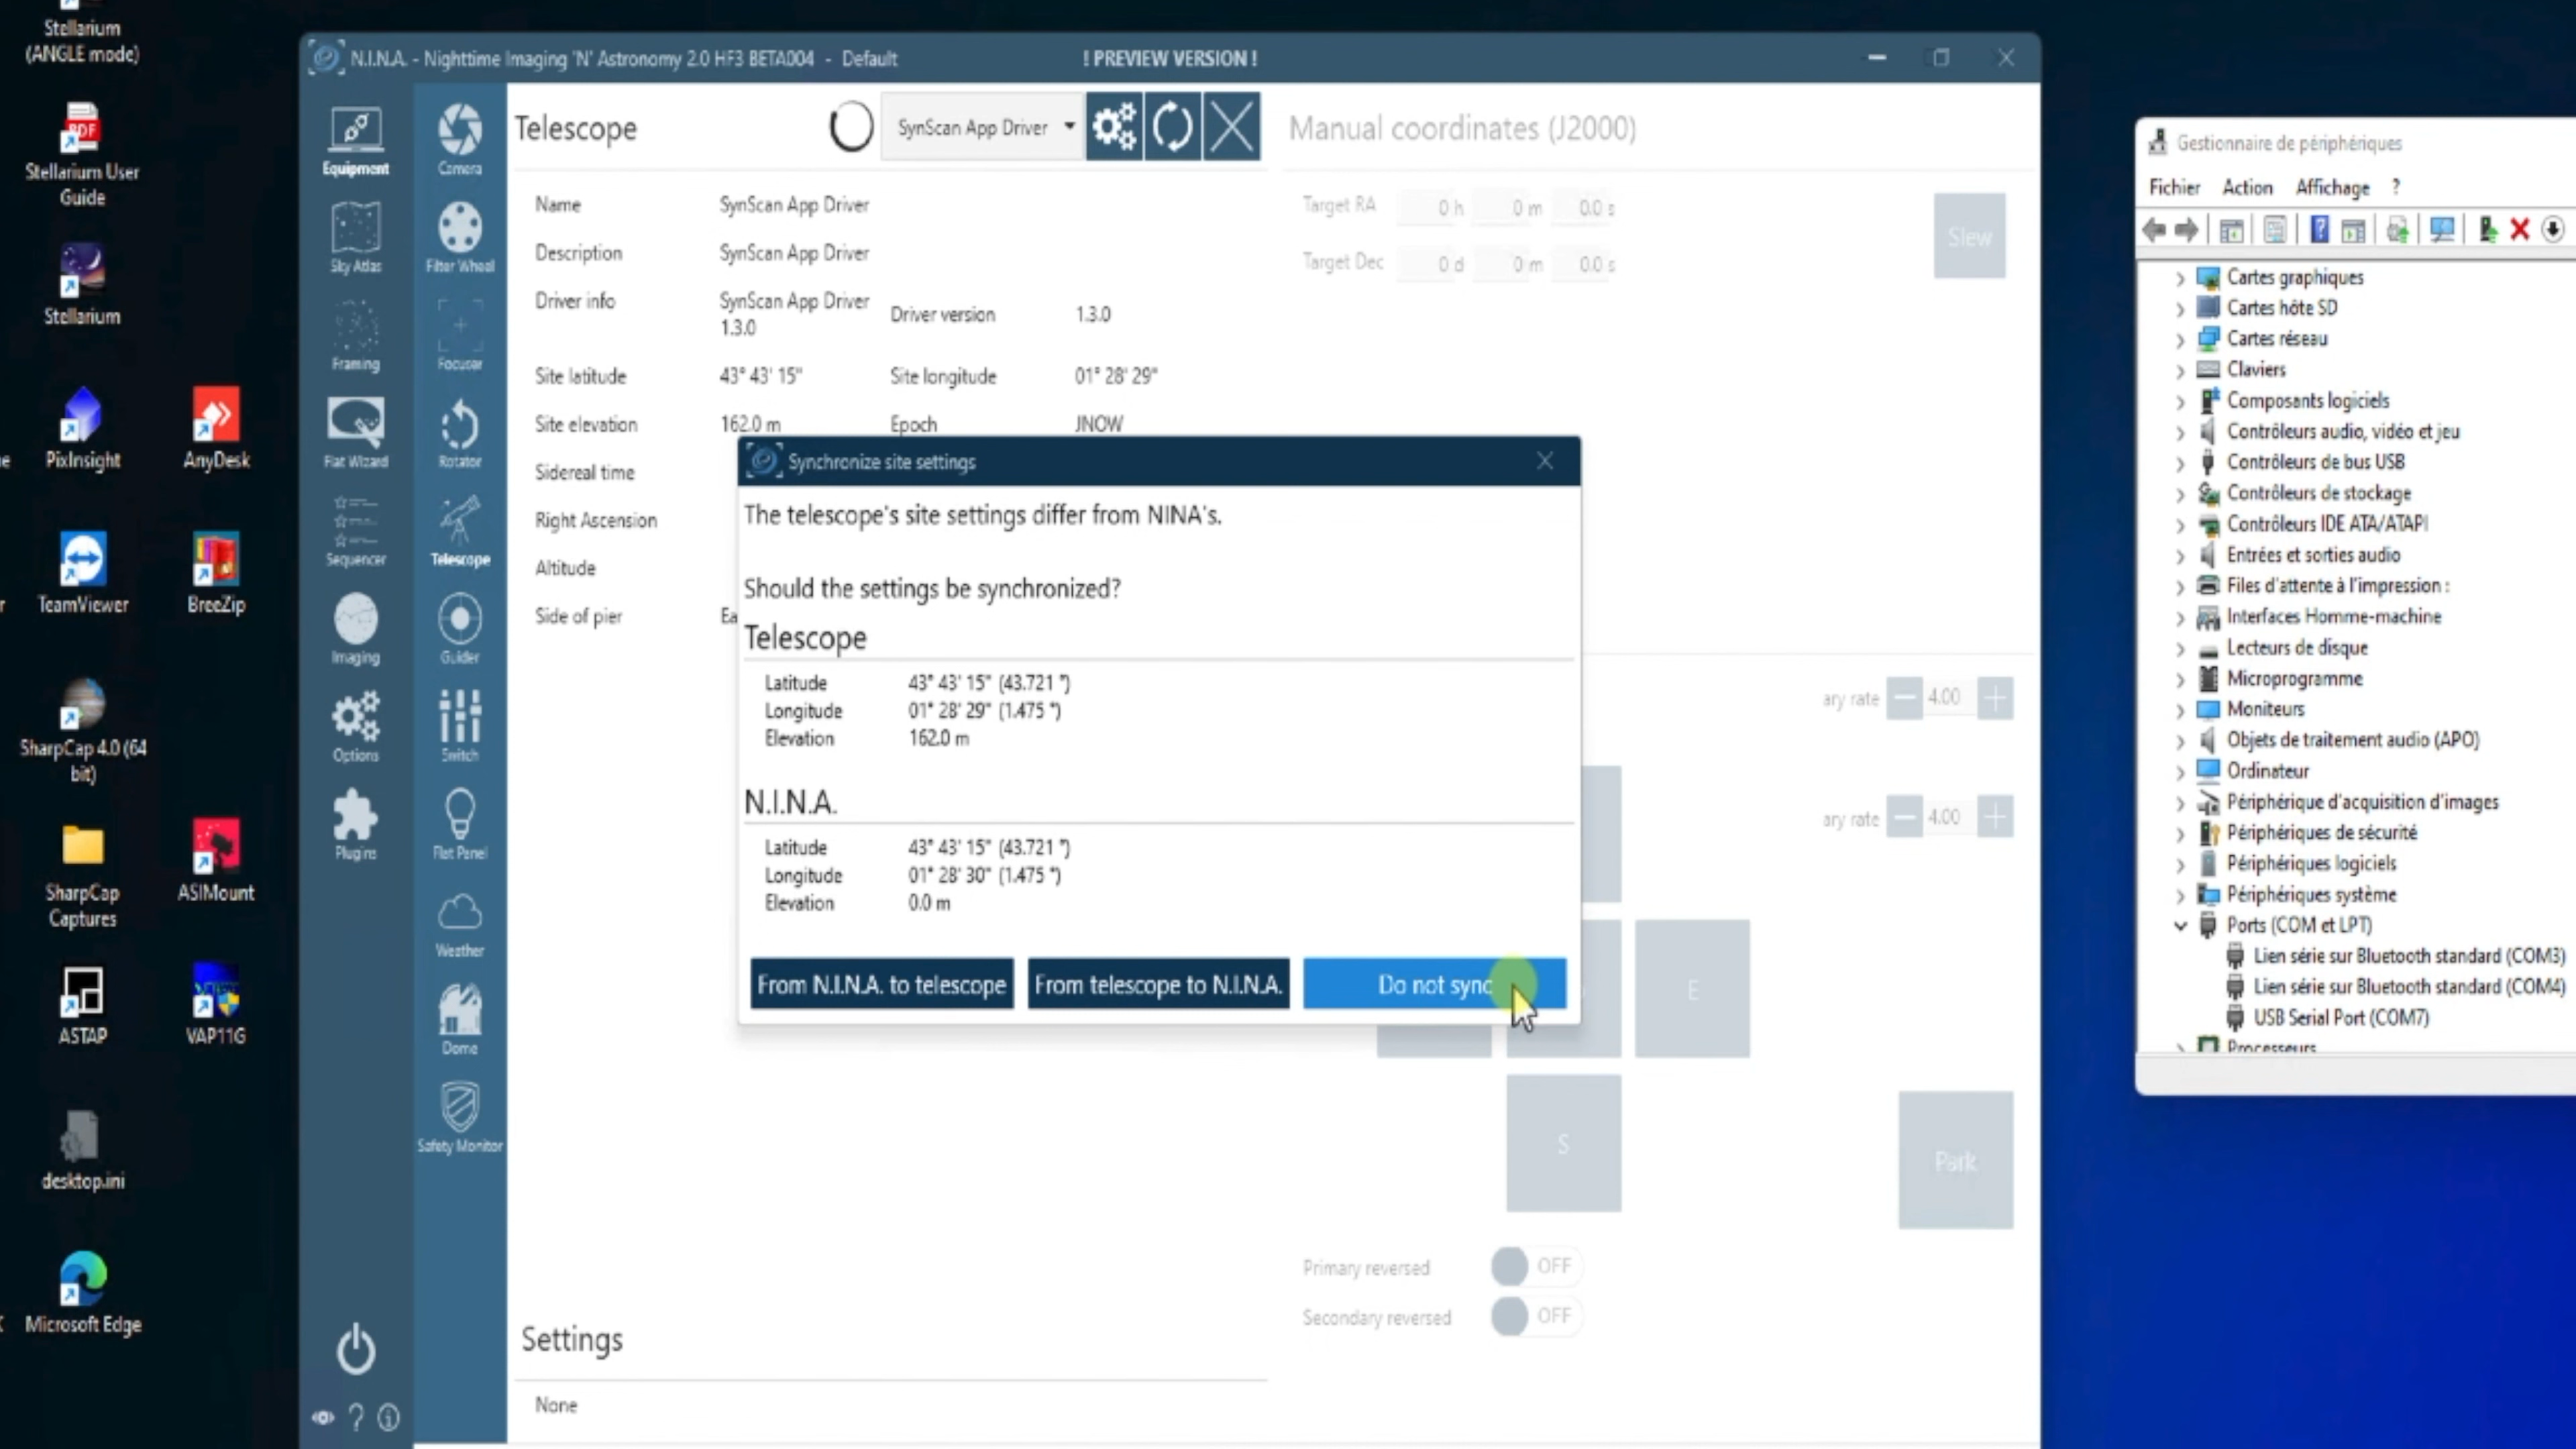 Stellarium
(ANGLE mode)
Stellarium User
Guide
Stellarium
PixInsight
AnyDesk
TeamViewer
BreeZip
SharpCap 4.0 (64
bit)
SharpCap
Captures
ASIMount
ASTAP
VAP11G
desktop.ini
Microsoft Edge
N.I.N.A. - Nighttime Imaging 'N' Astronomy 2.0 HF3 BETA004 - Default
! PREVIEW VERSION !
Equipment
Sky Atlas
Framing
Flat Wizard
Sequencer
Imaging
Options
Plugins
Camera
Filter Wheel
Focuser
Rotator
Telescope
Guider
Switch
Flat Panel
Weather
Dome
Safety Monitor
Telescope
SynScan App Driver
Name
SynScan App Driver
Description
SynScan App Driver
Driver info
SynScan App Driver
1.3.0
Driver version
1.3.0
Site latitude
43° 43' 15"
Site longitude
01° 28' 29"
Site elevation
162.0 m
Epoch
JNOW
Sidereal time
Right Ascension
Altitude
Side of pier
Ea
Settings
None
Manual coordinates (J2000)
Target RA
0 h
0 m
0.0 s
Target Dec
0 d
0 m
0.0 s
Slew
ary rate
4.00
ary rate
4.00
E
S
Park
Primary reversed
OFF
Secondary reversed
OFF
Synchronize site settings
The telescope's site settings differ from NINA's.
Should the settings be synchronized?
Telescope
Latitude 43° 43' 15" (43.721 °)
Longitude 01° 28' 29" (1.475 °)
Elevation 162.0 m
N.I.N.A.
Latitude 43° 43' 15" (43.721 °)
Longitude 01° 28' 30" (1.475 °)
Elevation 0.0 m
From N.I.N.A. to telescope
From telescope to N.I.N.A.
Do not sync
Gestionnaire de périphériques
Fichier Action Affichage ?
Cartes graphiques
Cartes hôte SD
Cartes réseau
Claviers
Composants logiciels
Contrôleurs audio, vidéo et jeu
Contrôleurs de bus USB
Contrôleurs de stockage
Contrôleurs IDE ATA/ATAPI
Entrées et sorties audio
Files d'attente à l'impression :
Interfaces Homme-machine
Lecteurs de disque
Microprogramme
Moniteurs
Objets de traitement audio (APO)
Ordinateur
Périphérique d'acquisition d'images
Périphériques de sécurité
Périphériques logiciels
Périphériques système
Ports (COM et LPT)
Lien série sur Bluetooth standard (COM3)
Lien série sur Bluetooth standard (COM4)
USB Serial Port (COM7)
Processeurs